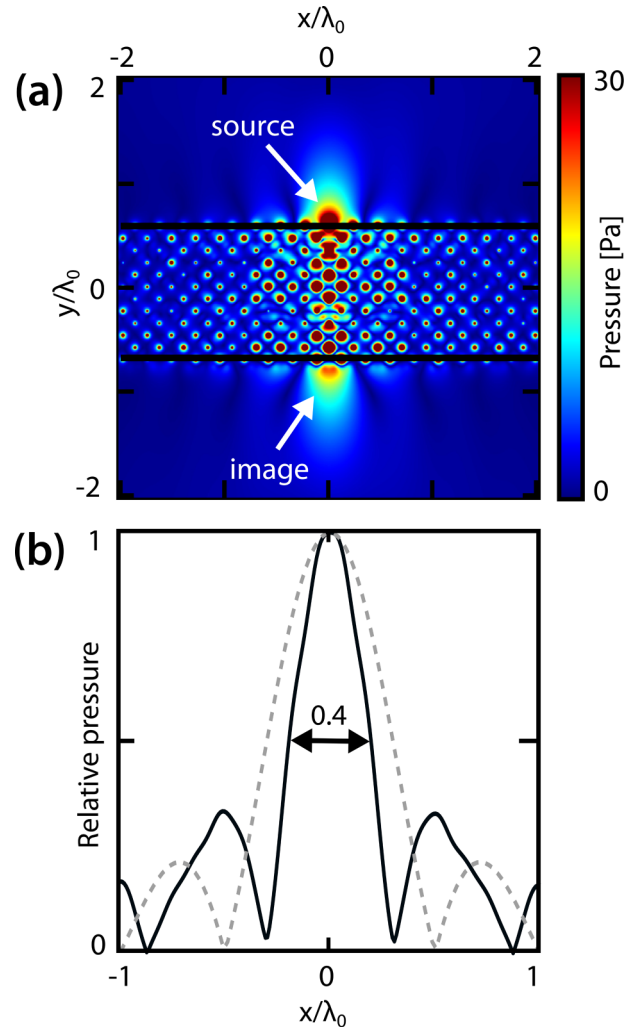 x/λ₀
-2
0
2
(a)
2
source
30
y/λ₀
0
Pressure [Pa]
image
-2
0
(b)
1
Relative pressure
0.4
0
-1
0
1
x/λ₀